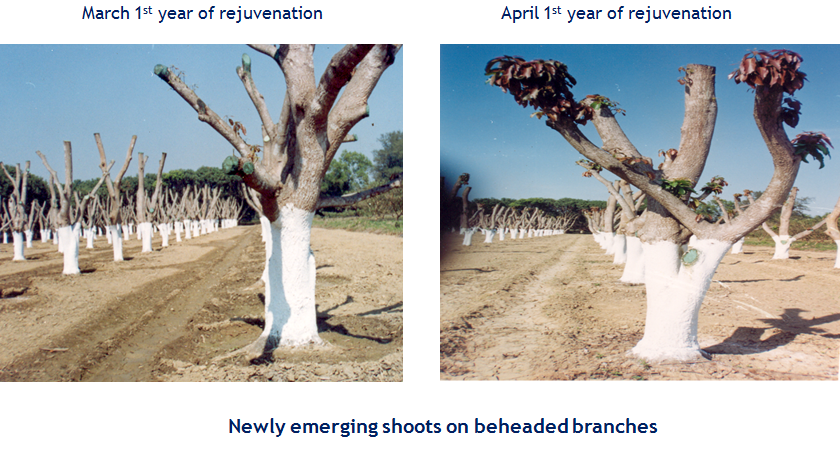 March 1st year of rejuvenation
April 1st year of rejuvenation
Newly emerging shoots on beheaded branches